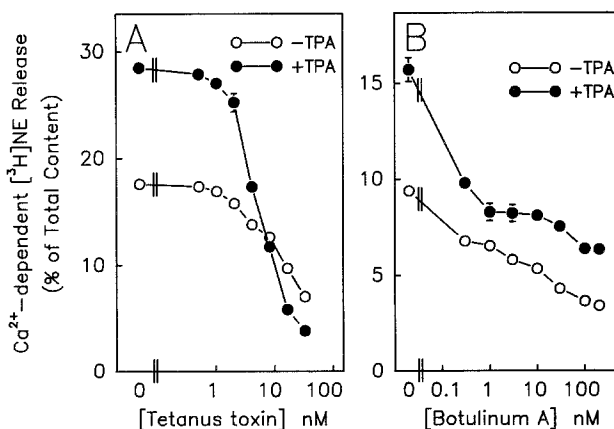 Ca²⁺-dependent [³H]NE Release
(% of Total Content)
A
-TPA
+TPA
30
20
10
0
0 1 10 100
[Tetanus toxin] nM
B
-TPA
+TPA
15
10
5
0
0 0.1 1 10 100
[Botulinum A] nM